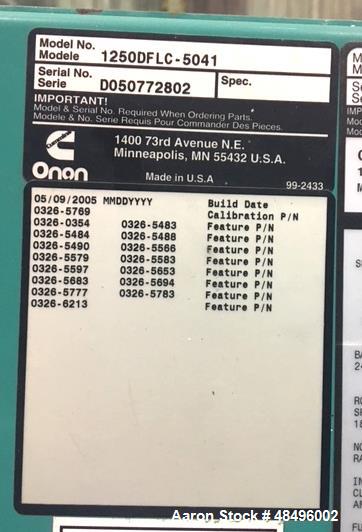 Model No.
Modele 1250DFLC-5041
Serial No.
Serie D050772802 Spec.
IMPORTANT!
Model & Serial No. Required When Ordering Parts.
Modele & No. Serie Requis Pour Commander Des Pieces.
1400 73rd Avenue N.E.
Minneapolis, MN 55432 U.S.A.
Onan
Made in U.S.A
99-2433
05/09/2005 MMDDYYYY Build Date
0326-5769 Calibration P/N
0326-0354 0326-5483 Feature P/N
0326-5484 0326-5488 Feature P/N
0326-5490 0326-5566 Feature P/N
0326-5579 0326-5583 Feature P/N
0326-5597 0326-5653 Feature P/N
0326-5683 0326-5694 Feature P/N
0326-5777 0326-5783 Feature P/N
0326-6213 Feature P/N
Aaron Stock # 48496002